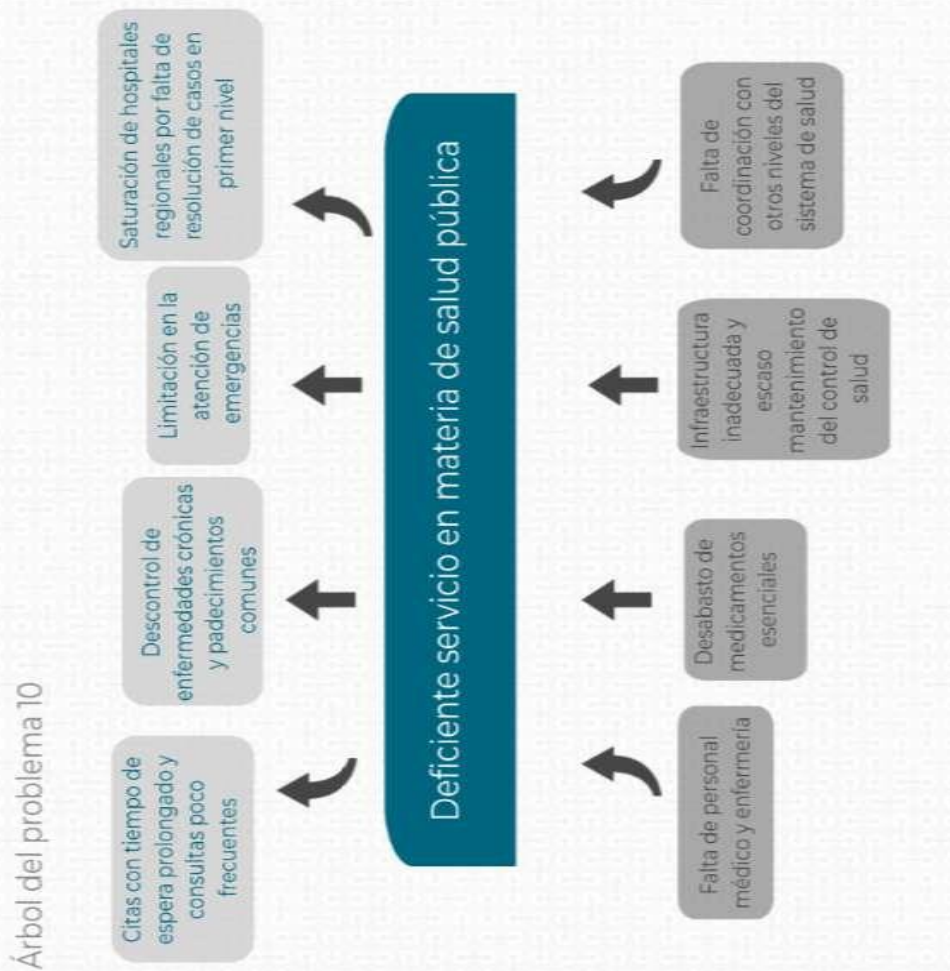 Árbol del problema 10
Citas con tiempo de
espera prolongado y
consultas poco
frecuentes
Descontrol de
enfermedades crónicas
y padecimientos
comunes
Limitación en la
atención de
emergencias
Saturación de hospitales
regionales por falta de
resolución de casos en
primer nivel
Deficiente servicio en materia de salud pública
Falta de personal
médico y enfermería
Desabasto de
medicamentos
esenciales
Infraestructura
inadecuada y
escaso
mantenimiento
del control de
salud
Falta de
coordinación con
otros niveles del
sistema de salud